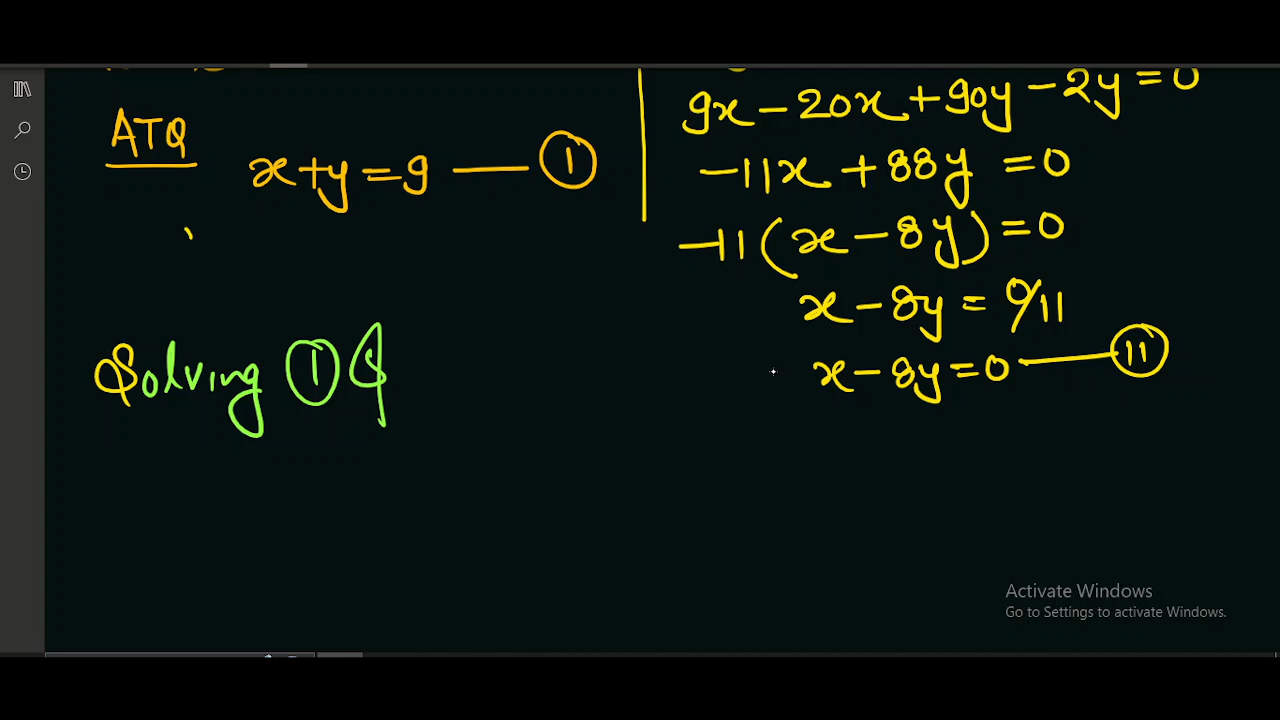 ATQ
x+y=9 —— ①
9x-20x+90y-2y=0
-11x+88y=0
-11(x-8y)=0
x-8y=0/11
x-8y=0 —— ⑪
Solving ① &
Activate Windows
Go to Settings to activate Windows.